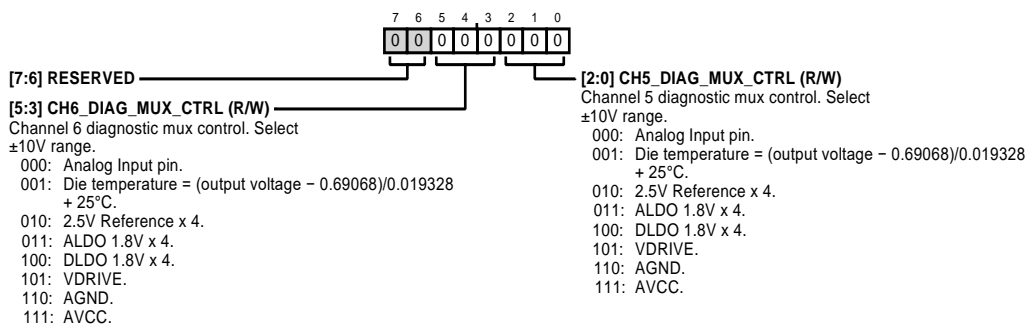 7 6 5 4 3 2 1 0
0 0 0 0 0 0 0 0
[7:6] RESERVED
[5:3] CH6_DIAG_MUX_CTRL (R/W)
Channel 6 diagnostic mux control. Select
±10V range.
000: Analog Input pin.
001: Die temperature = (output voltage − 0.69068)/0.019328
+ 25°C.
010: 2.5V Reference x 4.
011: ALDO 1.8V x 4.
100: DLDO 1.8V x 4.
101: VDRIVE.
110: AGND.
111: AVCC.
[2:0] CH5_DIAG_MUX_CTRL (R/W)
Channel 5 diagnostic mux control. Select
±10V range.
000: Analog Input pin.
001: Die temperature = (output voltage − 0.69068)/0.019328
+ 25°C.
010: 2.5V Reference x 4.
011: ALDO 1.8V x 4.
100: DLDO 1.8V x 4.
101: VDRIVE.
110: AGND.
111: AVCC.